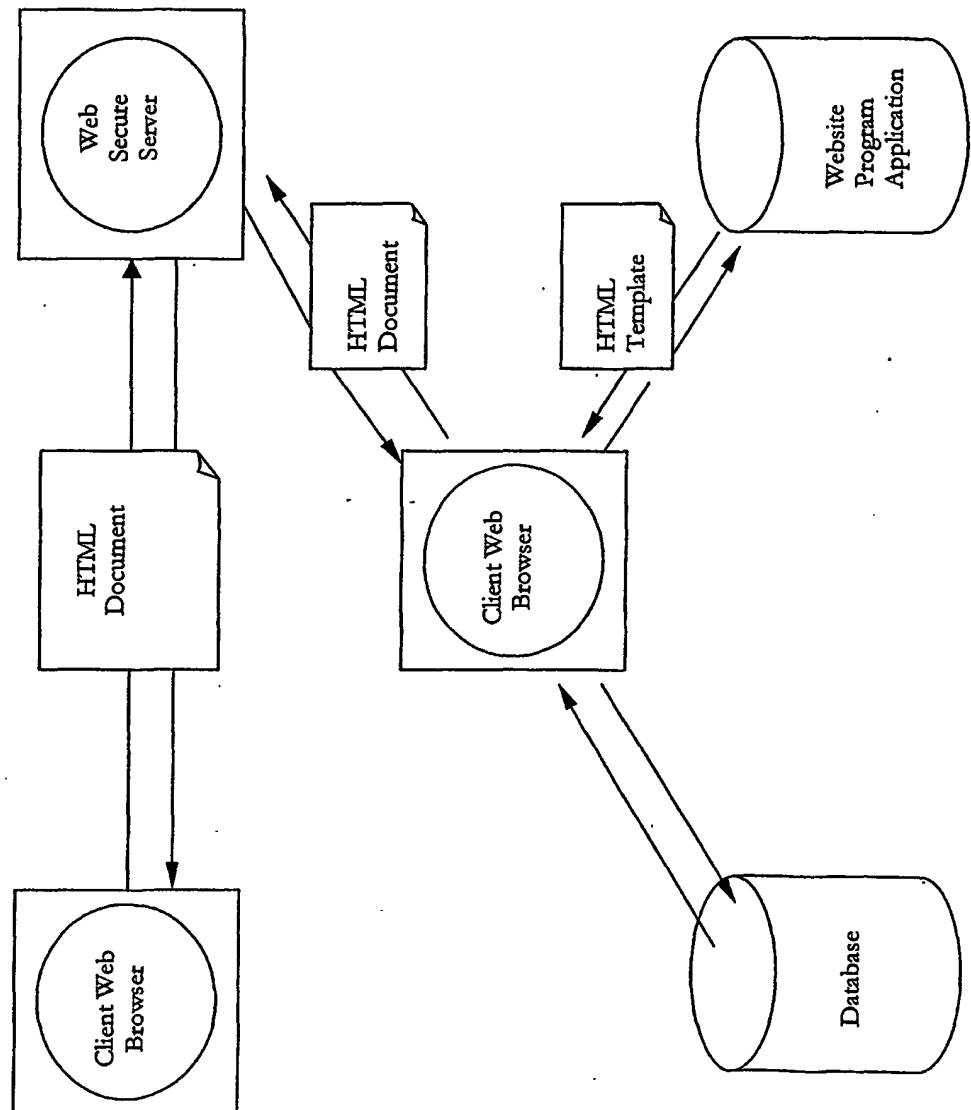 Client Web
Browser
HTML
Document
Web
Secure
Server
HTML
Document
Client Web
Browser
HTML
Template
Database
Website
Program
Application